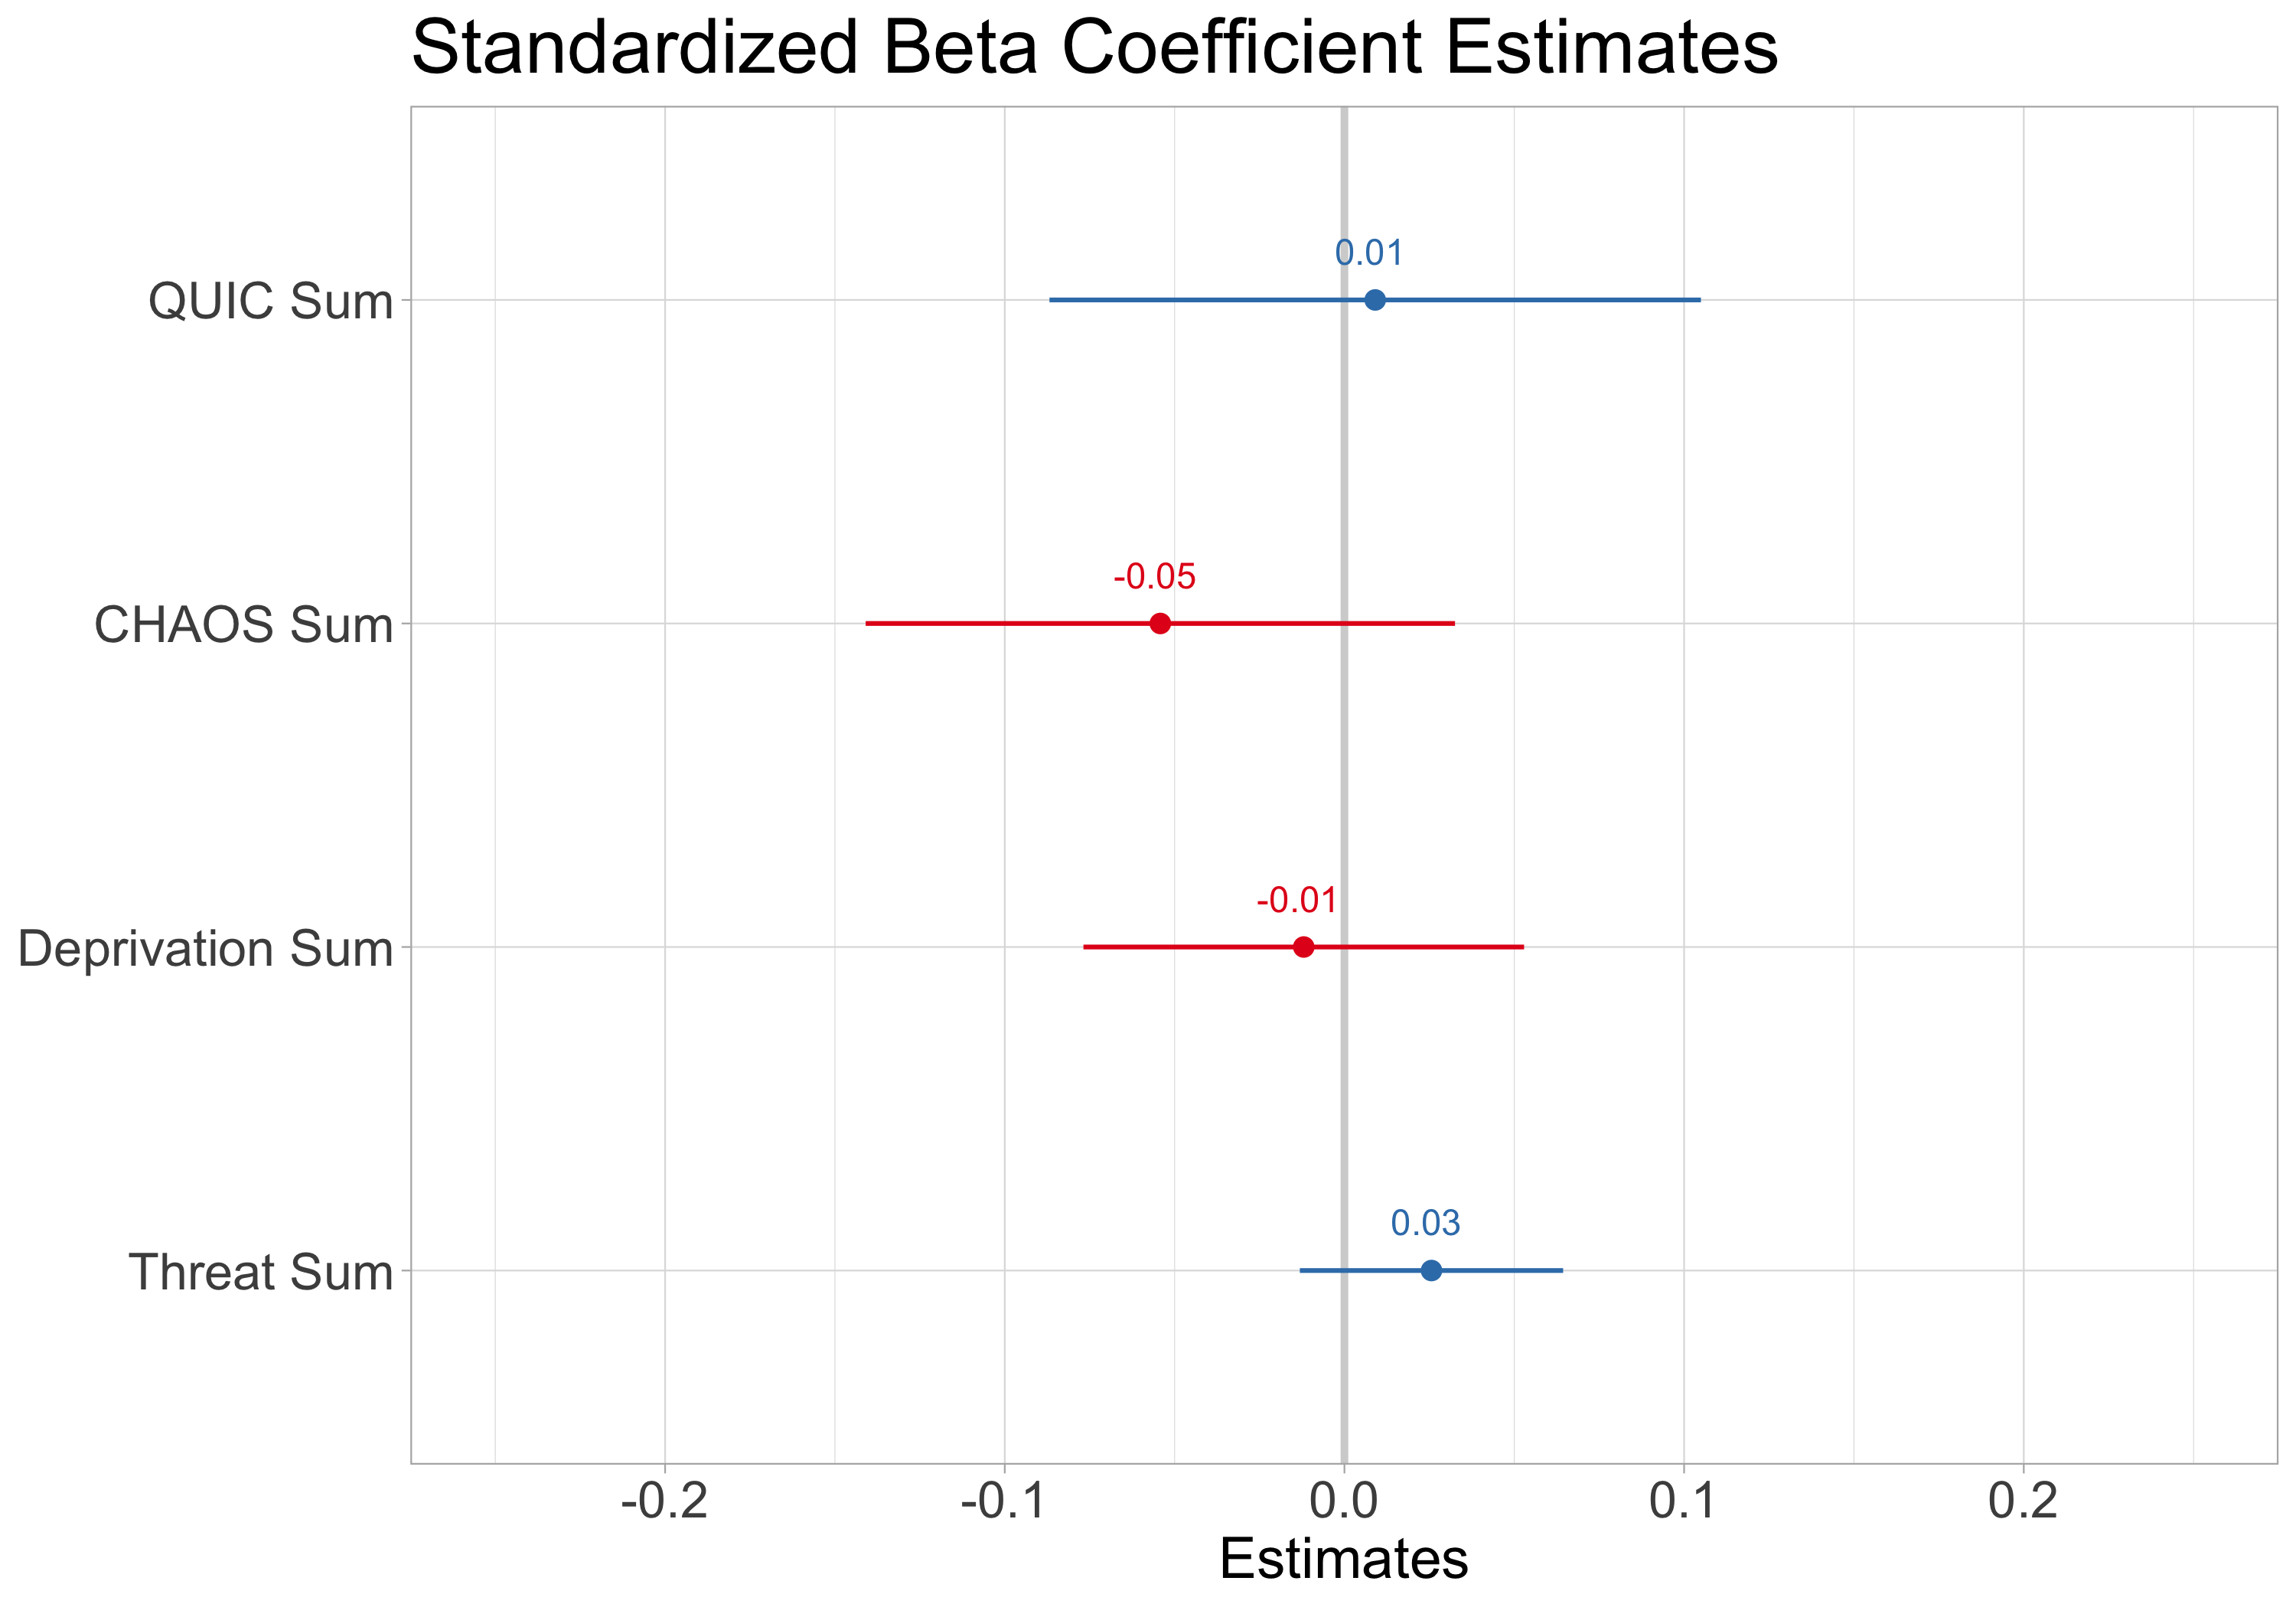 Standardized Beta Coefficient Estimates
0.01
QUIC Sum
-0.05
CHAOS Sum
-0.01
Deprivation Sum
0.03
Threat Sum
-0.2 -0.1 0.0 0.1 0.2
Estimates